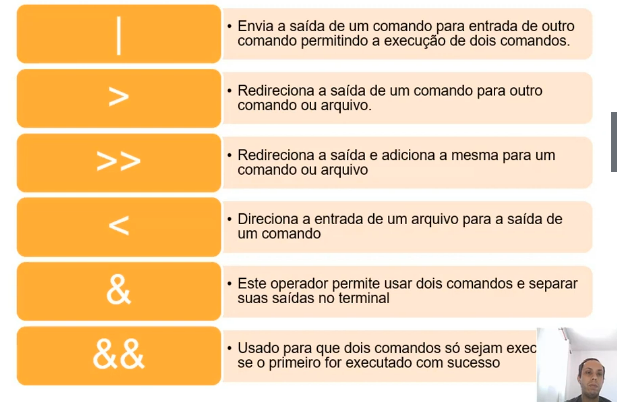 |
• Envia a saída de um comando para entrada de outro
comando permitindo a execução de dois comandos.
>
• Redireciona a saída de um comando para outro
comando ou arquivo.
>>
• Redireciona a saída e adiciona a mesma para um
comando ou arquivo
<
• Direciona a entrada de um arquivo para a saída de
um comando
&
• Este operador permite usar dois comandos e separar
suas saídas no terminal
&&
• Usado para que dois comandos só sejam
se o primeiro for executado com sucesso